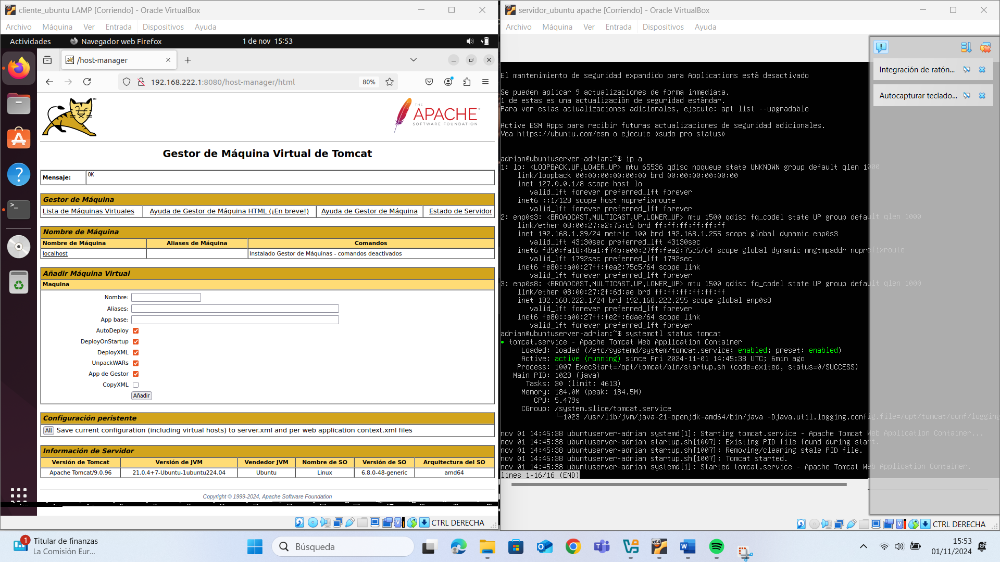 cliente_ubuntu LAMP [Corriendo] - Oracle VirtualBox
Archivo Máquina Ver Entrada Dispositivos Ayuda
Actividades Navegador web Firefox 1 de nov 15:53
/host-manager
192.168.222.1:8080/host-manager/html 80%
TM
THE
APACHE
SOFTWARE FOUNDATION
Gestor de Máquina Virtual de Tomcat
Mensaje: OK
Gestor de Máquina
Lista de Máquinas Virtuales Ayuda de Gestor de Máquina HTML (¡En breve!) Ayuda de Gestor de Máquina Estado de Servidor
Nombre de Máquina
Nombre de Máquina Aliases de Máquina Comandos
localhost Instalado Gestor de Máquinas - comandos deactivados
Añadir Máquina Virtual
Maquina
Nombre:
Aliases:
App base:
AutoDeploy
DeployOnStartup
DeployXML
UnpackWARs
App de Gestor
CopyXML
Añadir
Configuración peristente
All Save current configuration (including virtual hosts) to server.xml and per web application context.xml files
Información de Servidor
Versión de Tomcat Versión de JVM Vendedor JVM Nombre de SO Versión de SO Arquitectura del SO
Apache Tomcat/9.0.96 21.0.4+7-Ubuntu-1ubuntu224.04 Ubuntu Linux 6.8.0-48-generic amd64
Copyright © 1999-2024, Apache Software Foundation
CTRL DERECHA
servidor_ubuntu apache [Corriendo] - Oracle VirtualBox
Archivo Máquina Ver Entrada Dispositivos Ayuda
Integración de ratón...
Autocapturar teclado...
El mantenimiento de seguridad expandido para Applications está desactivado
Se pueden aplicar 9 actualizaciones de forma inmediata.
1 de estas es una actualización de seguridad estándar.
Para ver estas actualizaciones adicionales, ejecute: apt list --upgradable
Active ESM Apps para recibir futuras actualizaciones de seguridad adicionales.
Vea https://ubuntu.com/esm o ejecute «sudo pro status»
adrian@ubuntuserver-adrian:~$ ip a
1: lo: <LOOPBACK,UP,LOWER_UP> mtu 65536 qdisc noqueue state UNKNOWN group default qlen 1000
link/loopback 00:00:00:00:00:00 brd 00:00:00:00:00:00
inet 127.0.0.1/8 scope host lo
valid_lft forever preferred_lft forever
inet6 ::1/128 scope host noprefixroute
valid_lft forever preferred_lft forever
2: enp0s3: <BROADCAST,MULTICAST,UP,LOWER_UP> mtu 1500 qdisc fq_codel state UP group default qlen 1000
link/ether 08:00:27:a2:75:c5 brd ff:ff:ff:ff:ff:ff
inet 192.168.1.39/24 metric 100 brd 192.168.1.255 scope global dynamic enp0s3
valid_lft 43130sec preferred_lft 43130sec
inet6 fd50:fa18:4ba1:f74b:a00:27ff:fea2:75c5/64 scope global dynamic mngtmpaddr noprefixroute
valid_lft 1792sec preferred_lft 1792sec
inet6 fe80::a00:27ff:fea2:75c5/64 scope link
valid_lft forever preferred_lft forever
3: enp0s8: <BROADCAST,MULTICAST,UP,LOWER_UP> mtu 1500 qdisc fq_codel state UP group default qlen 1000
link/ether 08:00:27:2f:6d:ae brd ff:ff:ff:ff:ff:ff
inet 192.168.222.1/24 brd 192.168.222.255 scope global enp0s8
valid_lft forever preferred_lft forever
inet6 fe80::a00:27ff:fe2f:6dae/64 scope link
valid_lft forever preferred_lft forever
adrian@ubuntuserver-adrian:~$ systemctl status tomcat
● tomcat.service - Apache Tomcat Web Application Container
Loaded: loaded (/etc/systemd/system/tomcat.service; enabled; preset: enabled)
Active: active (running) since Fri 2024-11-01 14:45:38 UTC; 6min ago
Process: 1007 ExecStart=/opt/tomcat/bin/startup.sh (code=exited, status=0/SUCCESS)
Main PID: 1023 (java)
Tasks: 30 (limit: 4613)
Memory: 184.0M (peak: 184.5M)
CPU: 5.479s
CGroup: /system.slice/tomcat.service
└─1023 /usr/lib/jvm/java-21-openjdk-amd64/bin/java -Djava.util.logging.config.file=/opt/tomcat/conf/logging
nov 01 14:45:38 ubuntuserver-adrian systemd[1]: Starting tomcat.service - Apache Tomcat Web Application Container...
nov 01 14:45:38 ubuntuserver-adrian startup.sh[1007]: Existing PID file found during start.
nov 01 14:45:38 ubuntuserver-adrian startup.sh[1007]: Removing/clearing stale PID file.
nov 01 14:45:38 ubuntuserver-adrian startup.sh[1007]: Tomcat started.
nov 01 14:45:38 ubuntuserver-adrian systemd[1]: Started tomcat.service - Apache Tomcat Web Application Container.
lines 1-16/16 (END)
CTRL DERECHA
1
Titular de finanzas
La Comisión Eur...
Búsqueda
15:53
01/11/2024